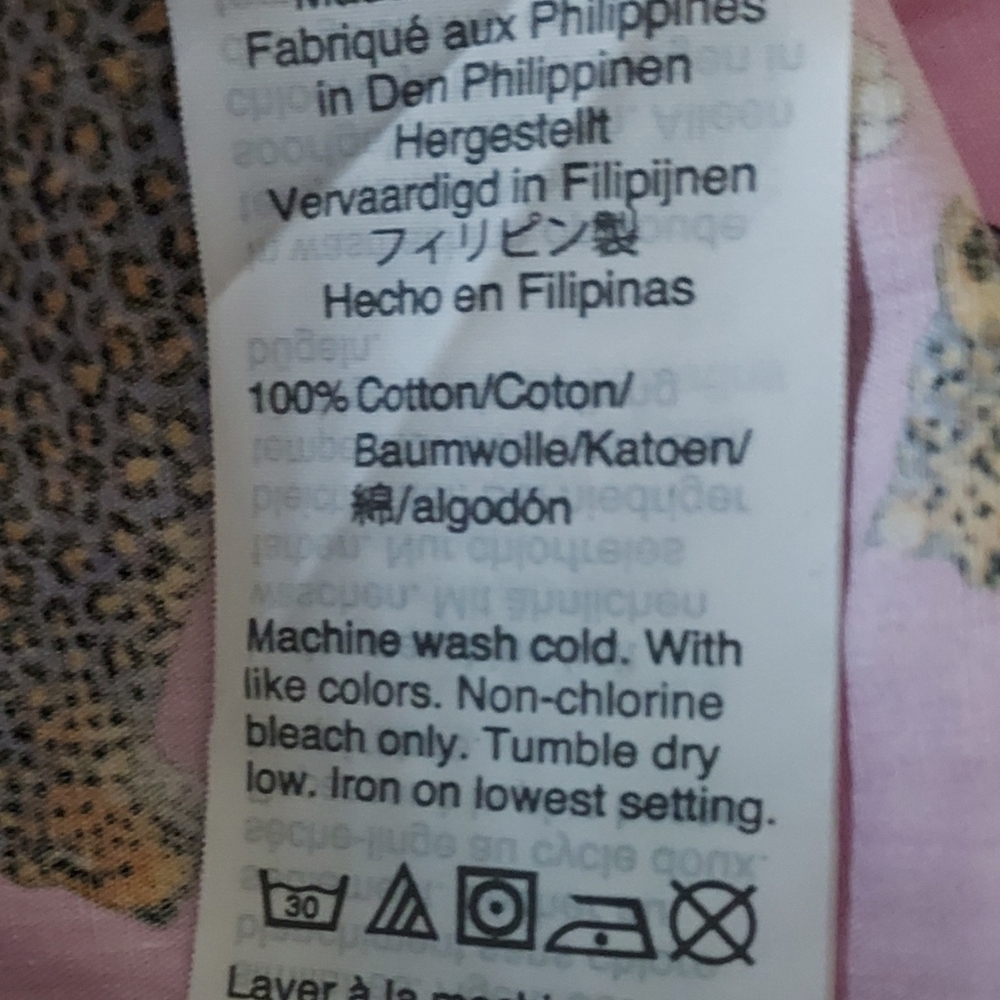 Fabriqué aux Philippines
in Den Philippinen
Hergestellt
Vervaardigd in Filipijnen
フィリピン製
Hecho en Filipinas
100% Cotton/Coton/
Baumwolle/Katoen/
綿/algodón
Machine wash cold. With
like colors. Non-chlorine
bleach only. Tumble dry
low. Iron on lowest setting.
30
Laver à la